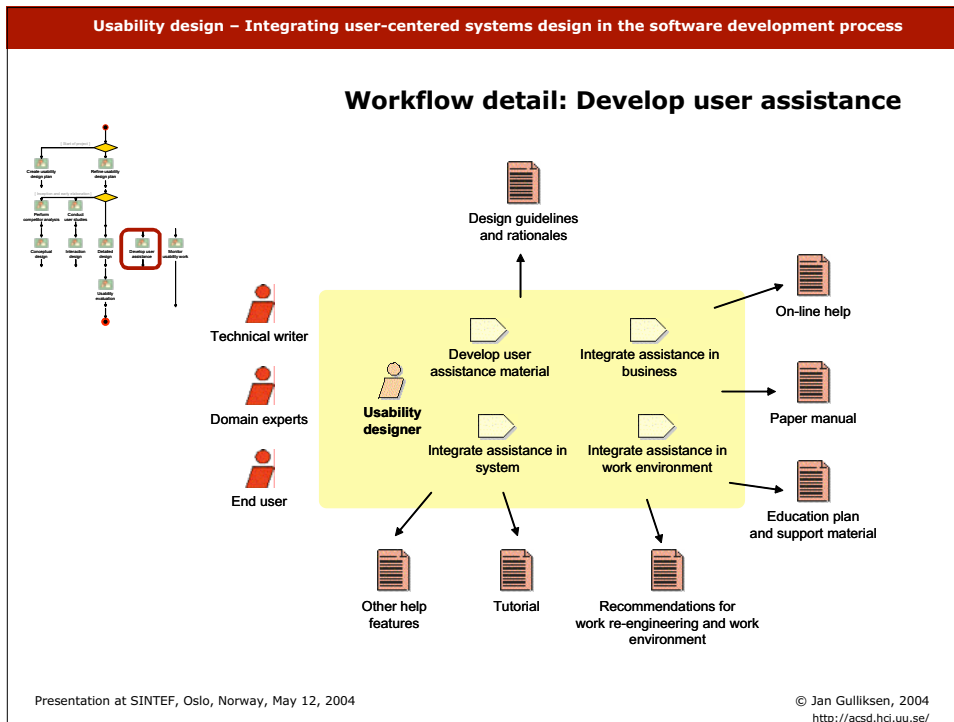 Usability design – Integrating user-centered systems design in the software development process
Workflow detail: Develop user assistance
Create usability
design plan
Refine usability
design plan
Perform
competitor analysis
Conduct
user studies
Conceptual
design
Interaction
design
Detailed
design
Develop user
assistance
Monitor
usability work
Usability
evaluation
Design guidelines
and rationales
Technical writer
Domain experts
End user
Usability
designer
Develop user
assistance material
Integrate assistance in
business
Integrate assistance in
system
Integrate assistance in
work environment
On-line help
Paper manual
Education plan
and support material
Other help
features
Tutorial
Recommendations for
work re-engineering and work
environment
Presentation at SINTEF, Oslo, Norway, May 12, 2004
© Jan Gulliksen, 2004
http://acsd.hci.uu.se/